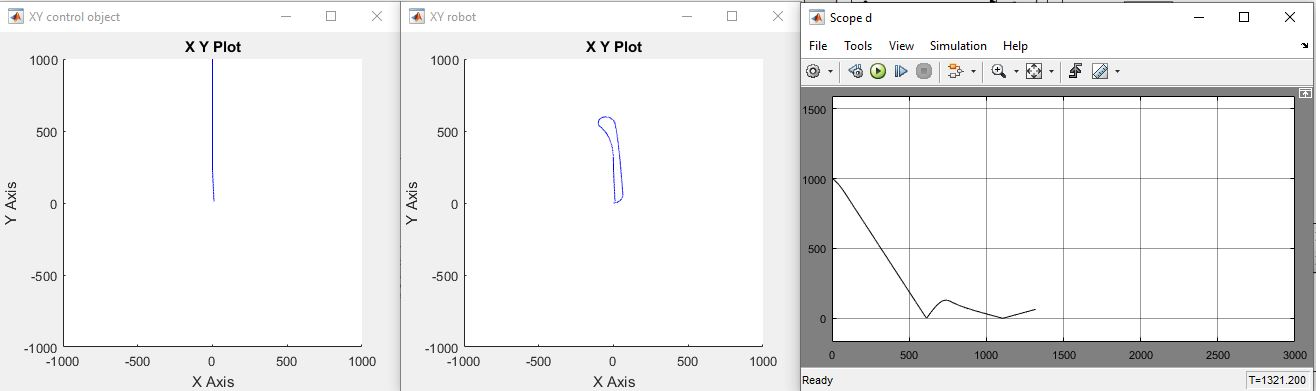 XY control object
X Y Plot
1000
500
0
-500
-1000
-1000 -500 0 500 1000
Y Axis
X Axis
XY robot
X Y Plot
1000
500
0
-500
-1000
-1000 -500 0 500 1000
Y Axis
X Axis
Scope d
File Tools View Simulation Help
1500
1000
500
0
0 500 1000 1500 2000 2500 3000
Ready T=1321.200